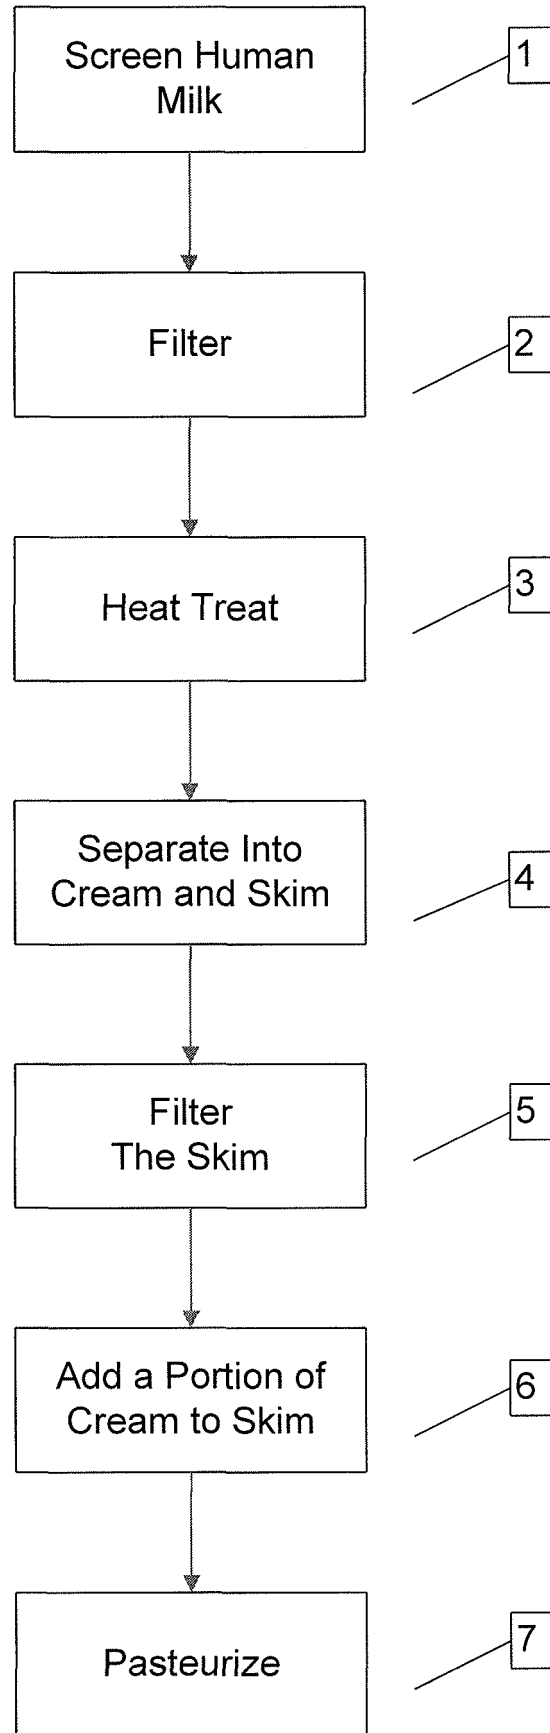 Screen Human
Milk
1
Filter
2
Heat Treat
3
Separate Into
Cream and Skim
4
Filter
The Skim
5
Add a Portion of
Cream to Skim
6
Pasteurize
7